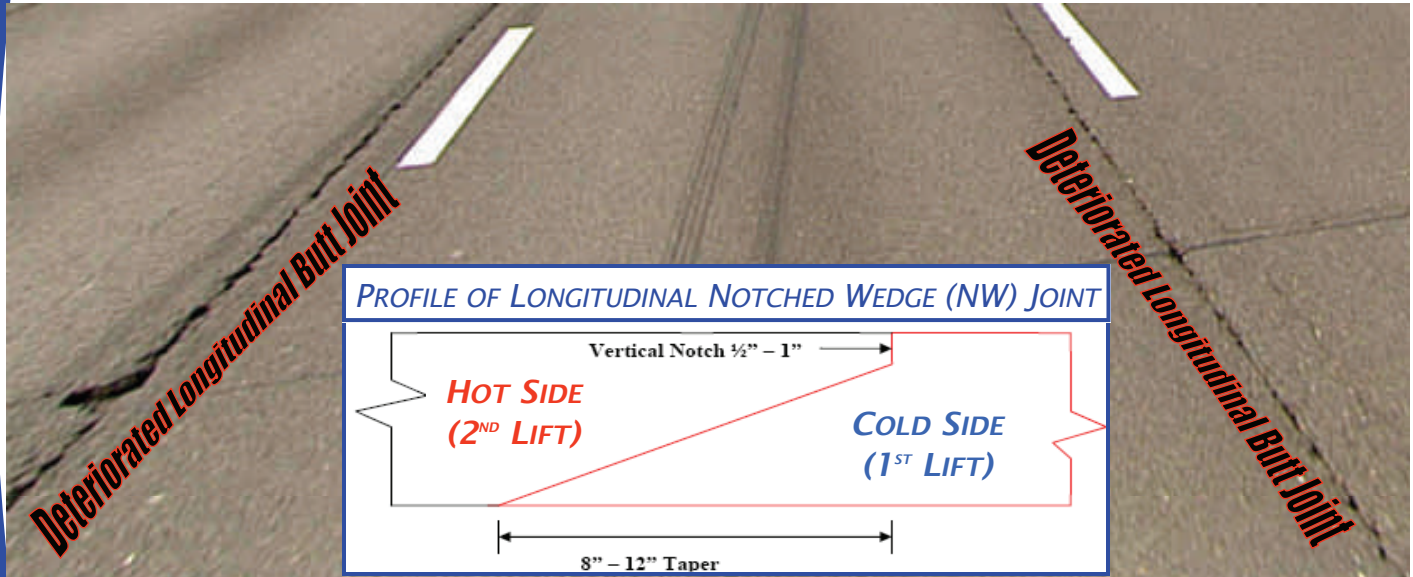 Deteriorated Longitudinal Butt Joint
Deteriorated Longitudinal Butt Joint
PROFILE OF LONGITUDINAL NOTCHED WEDGE (NW) JOINT
Vertical Notch ½” – 1”
HOT SIDE
(2ND LIFT)
COLD SIDE
(1ST LIFT)
8” – 12” Taper